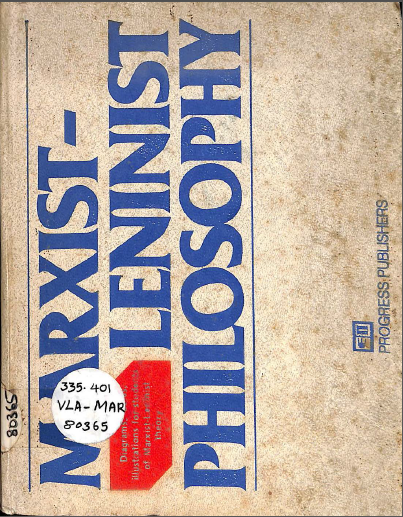 MARXIST-
LENINIST
PHILOSOPHY
Diagrams,
illustrations for students
of Marxist-Leninist
theory
335.401
VLA-MAR
80365
80365
PROGRESS PUBLISHERS